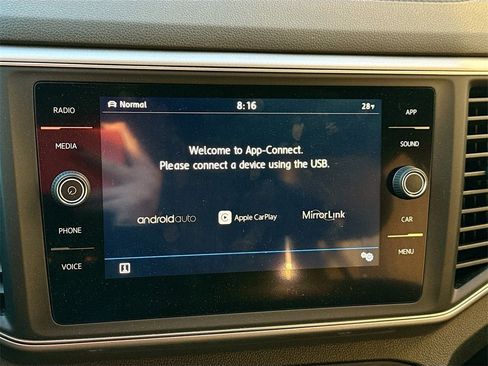 Normal
8:16
28°F
RADIO
MEDIA
PHONE
VOICE
Welcome to App-Connect.
Please connect a device using the USB.
androidauto
Apple CarPlay
MirrorLink
APP
SOUND
CAR
MENU